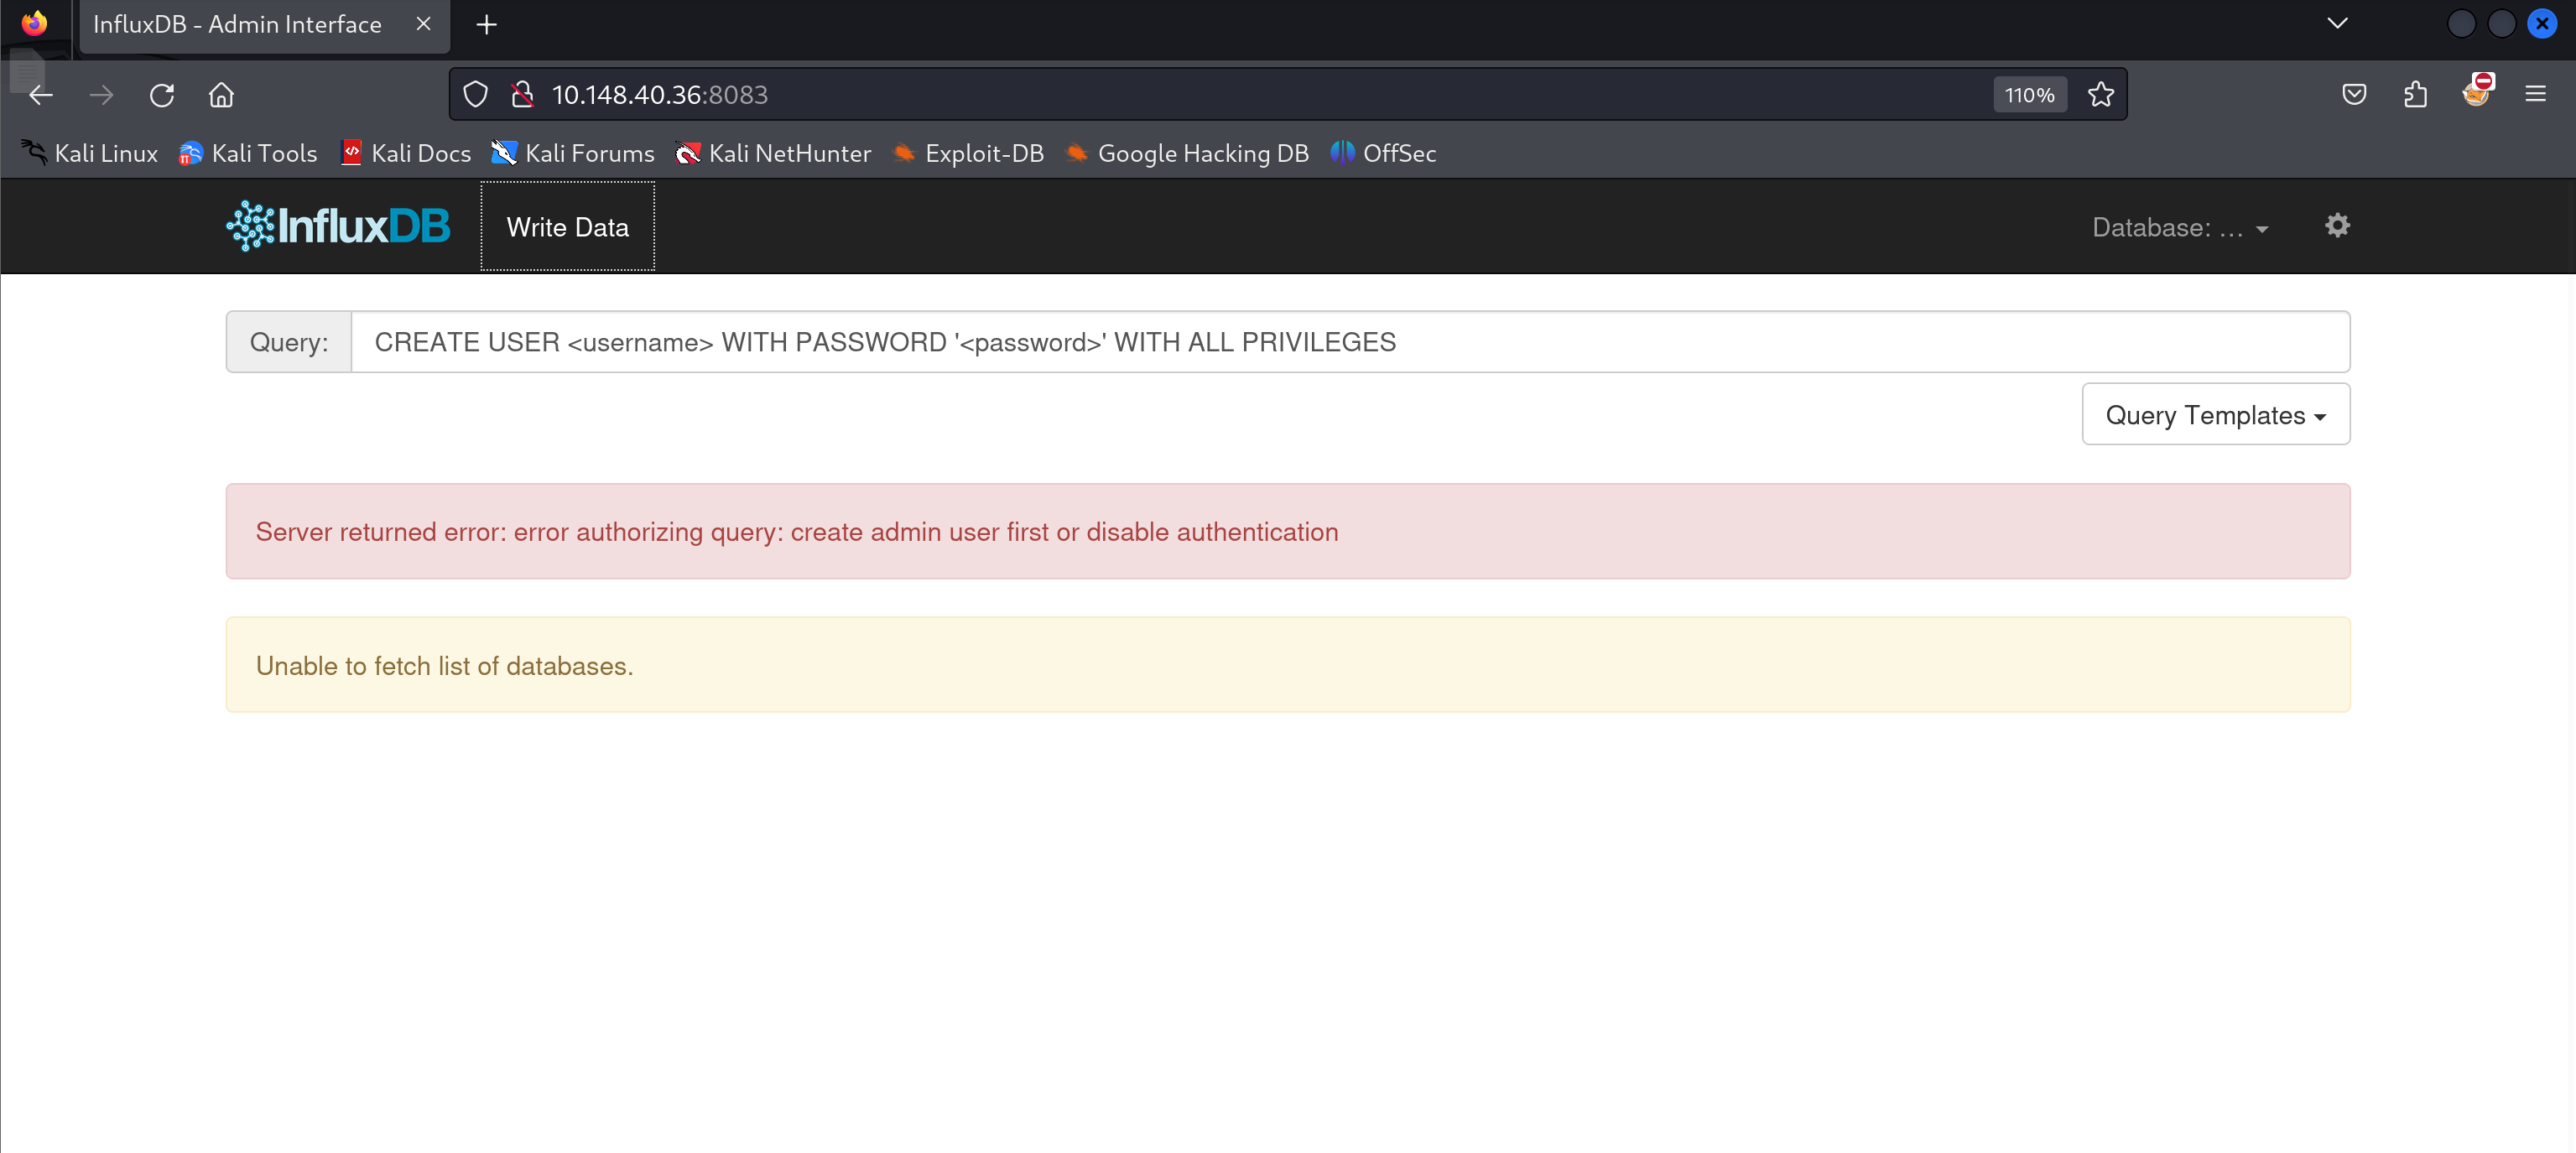 InfluxDB - Admin Interface
10.148.40.36:8083
110%
Kali Linux Kali Tools Kali Docs Kali Forums Kali NetHunter Exploit-DB Google Hacking DB OffSec
InfluxDB Write Data Database: ...
Query: CREATE USER <username> WITH PASSWORD '<password>' WITH ALL PRIVILEGES
Query Templates
Server returned error: error authorizing query: create admin user first or disable authentication
Unable to fetch list of databases.